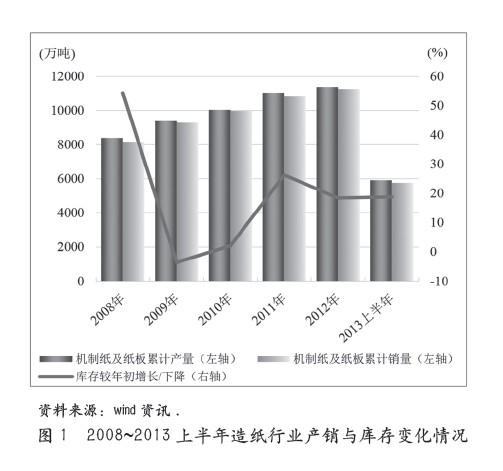 (万吨) (%)
12000 60
10000 50
8000 40
6000 30
4000 20
2000 10
0 0
-10
2008年 2009年 2010年 2011年 2012年 2013上半年
机制纸及纸板累计产量（左轴） 机制纸及纸板累计销量（左轴）
库存较年初增长/下降（右轴）
资料来源：wind 资讯．
图 1 2008~2013 上半年造纸行业产销与库存变化情况